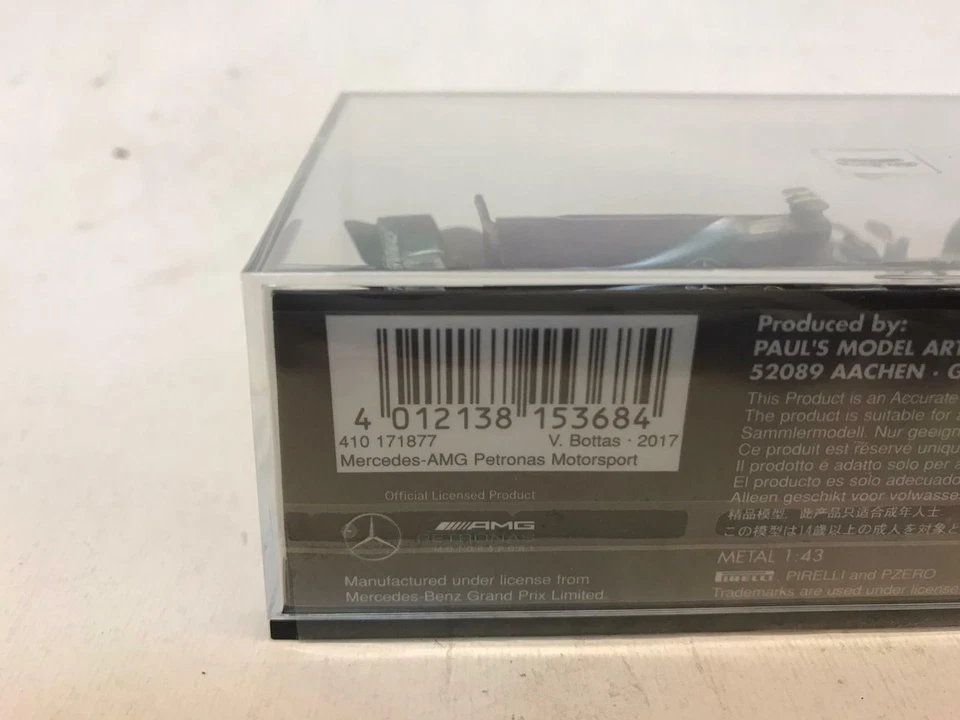 4 012138 153684
410 171877 V. Bottas · 2017
Mercedes-AMG Petronas Motorsport
Official Licensed Product
AMG
PETRONAS
MOTORSPORT
Manufactured under license from
Mercedes-Benz Grand Prix Limited.
Produced by:
PAUL'S MODEL ART
52089 AACHEN · G
This Product is an Accurate
The product is suitable for
Sammlermodell. Nur geeign
Ce produit est réservé uniqu
Il prodotto é adatto solo per a
El producto es solo adecuado
Alleen geschikt voor volwasse
精品模型，此产品只适合成年人士
この模型は14歳以上の成人を対象と
METAL 1:43
PIRELLI. PIRELLI and PZERO
Trademarks are used under license